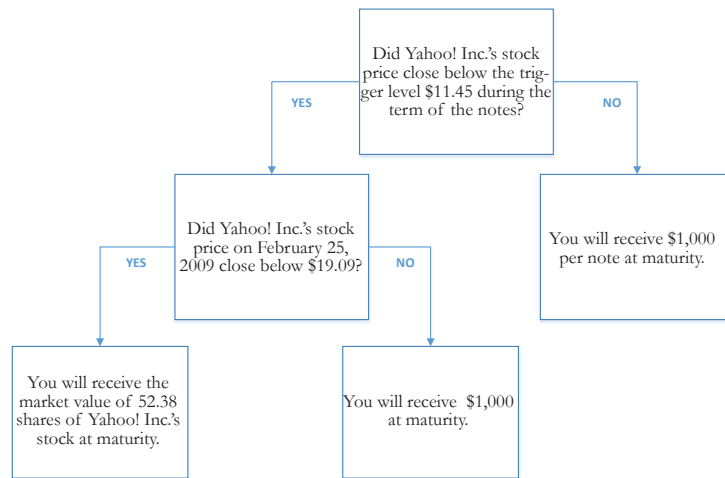 Did Yahoo! Inc.'s stock
price close below the trig-
ger level $11.45 during the
term of the notes?
YES
NO
Did Yahoo! Inc.'s stock
price on February 25,
2009 close below $19.09?
You will receive $1,000
per note at maturity.
YES
NO
You will receive the
market value of 52.38
shares of Yahoo! Inc.'s
stock at maturity.
You will receive $1,000
at maturity.